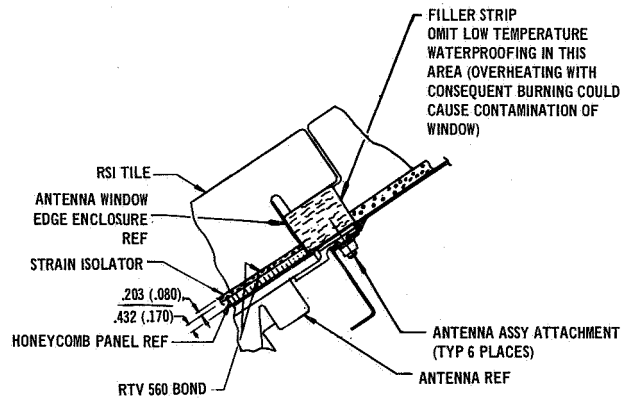 FILLER STRIP
OMIT LOW TEMPERATURE
WATERPROOFING IN THIS
AREA (OVERHEATING WITH
CONSEQUENT BURNING COULD
CAUSE CONTAMINATION OF
WINDOW)
RSI TILE
ANTENNA WINDOW
EDGE ENCLOSURE
REF
STRAIN ISOLATOR
.203 (.080)
.432 (.170)
HONEYCOMB PANEL REF
RTV 560 BOND
ANTENNA ASSY ATTACHMENT
(TYP 6 PLACES)
ANTENNA REF